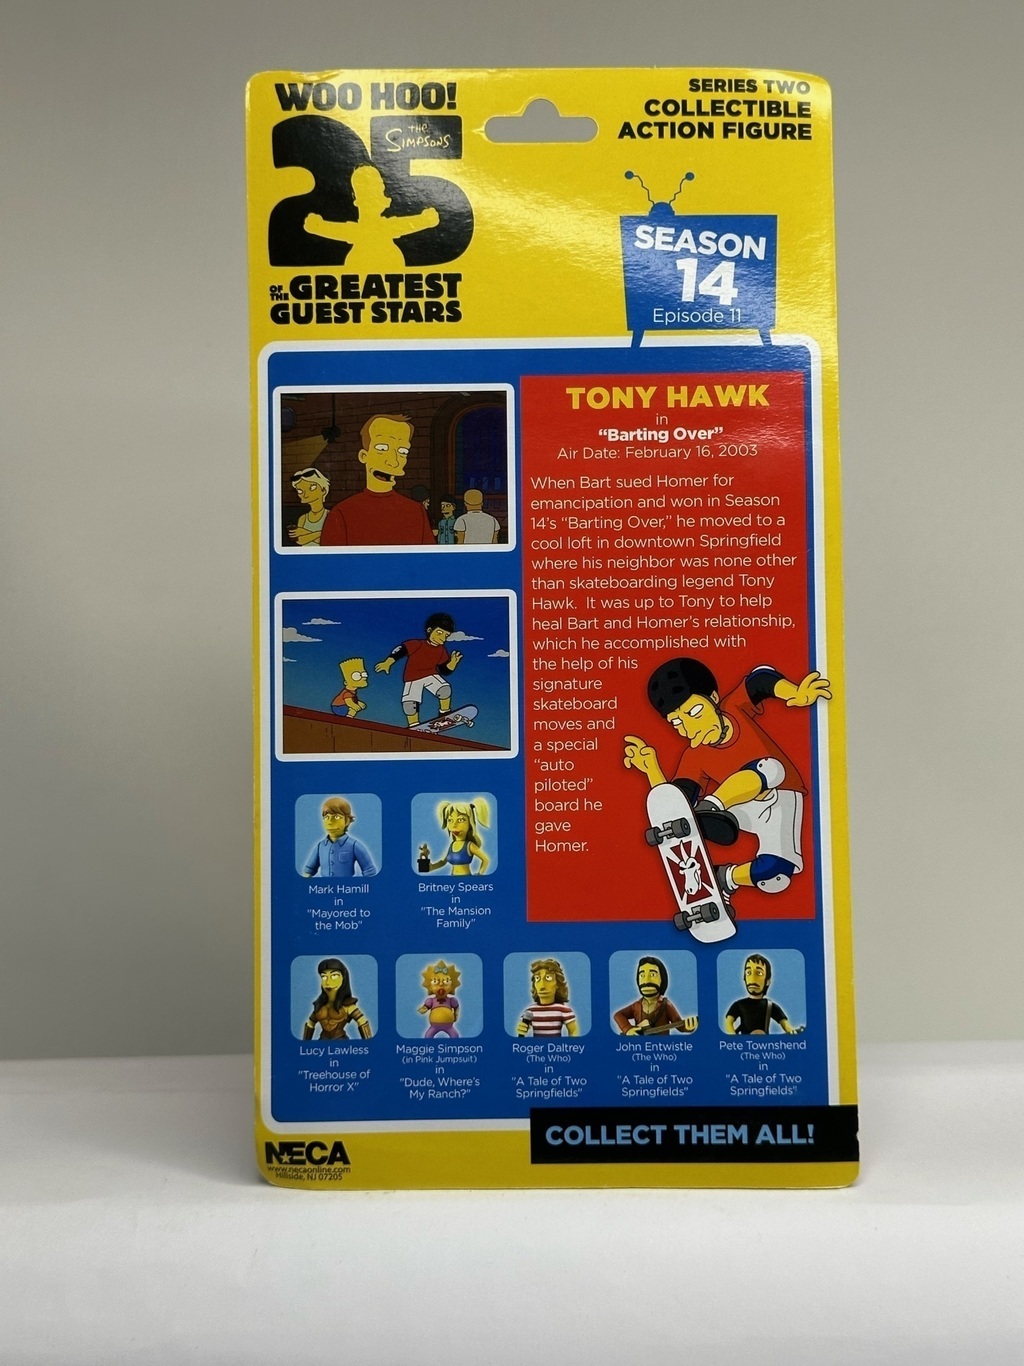 WOO HOO!
25
THE
SIMPSONS
OF THE
GREATEST
GUEST STARS
SERIES TWO
COLLECTIBLE
ACTION FIGURE
SEASON
14
Episode 11
TONY HAWK
in
“Barting Over”
Air Date: February 16, 2003
When Bart sued Homer for
emancipation and won in Season
14's “Barting Over,” he moved to a
cool loft in downtown Springfield
where his neighbor was none other
than skateboarding legend Tony
Hawk. It was up to Tony to help
heal Bart and Homer's relationship,
which he accomplished with
the help of his
signature
skateboard
moves and
a special
“auto
piloted”
board he
gave
Homer.
Mark Hamill
in
"Mayored to
the Mob"
Britney Spears
in
"The Mansion
Family"
Lucy Lawless
in
"Treehouse of
Horror X"
Maggie Simpson
(in Pink Jumpsuit)
in
"Dude, Where's
My Ranch?"
Roger Daltrey
(The Who)
in
"A Tale of Two
Springfields"
John Entwistle
(The Who)
in
"A Tale of Two
Springfields"
Pete Townshend
(The Who)
in
"A Tale of Two
Springfields"
COLLECT THEM ALL!
NECA
www.necaonline.com
Hillside, NJ 07205